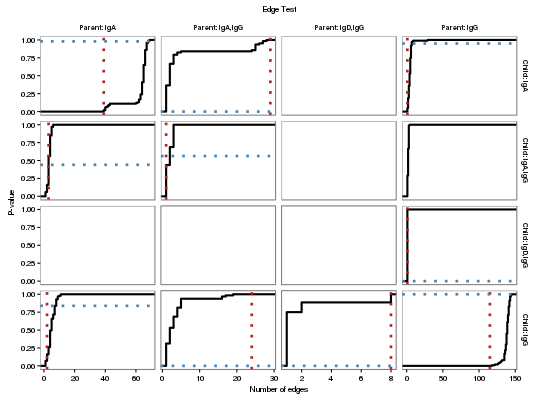 Edge Test
Parent:IgA
Parent:IgA,IgG
Parent:IgD,IgG
Parent:IgG
P-value
1.00
0.75
0.50
0.25
0.00
Child:IgA
1.00
0.75
0.50
0.25
0.00
Child:IgA,IgG
1.00
0.75
0.50
0.25
0.00
Child:IgD,IgG
1.00
0.75
0.50
0.25
0.00
Child:IgG
0 20 40 60
0 10 20 30
2 4 6 8
0 50 100 150
Number of edges